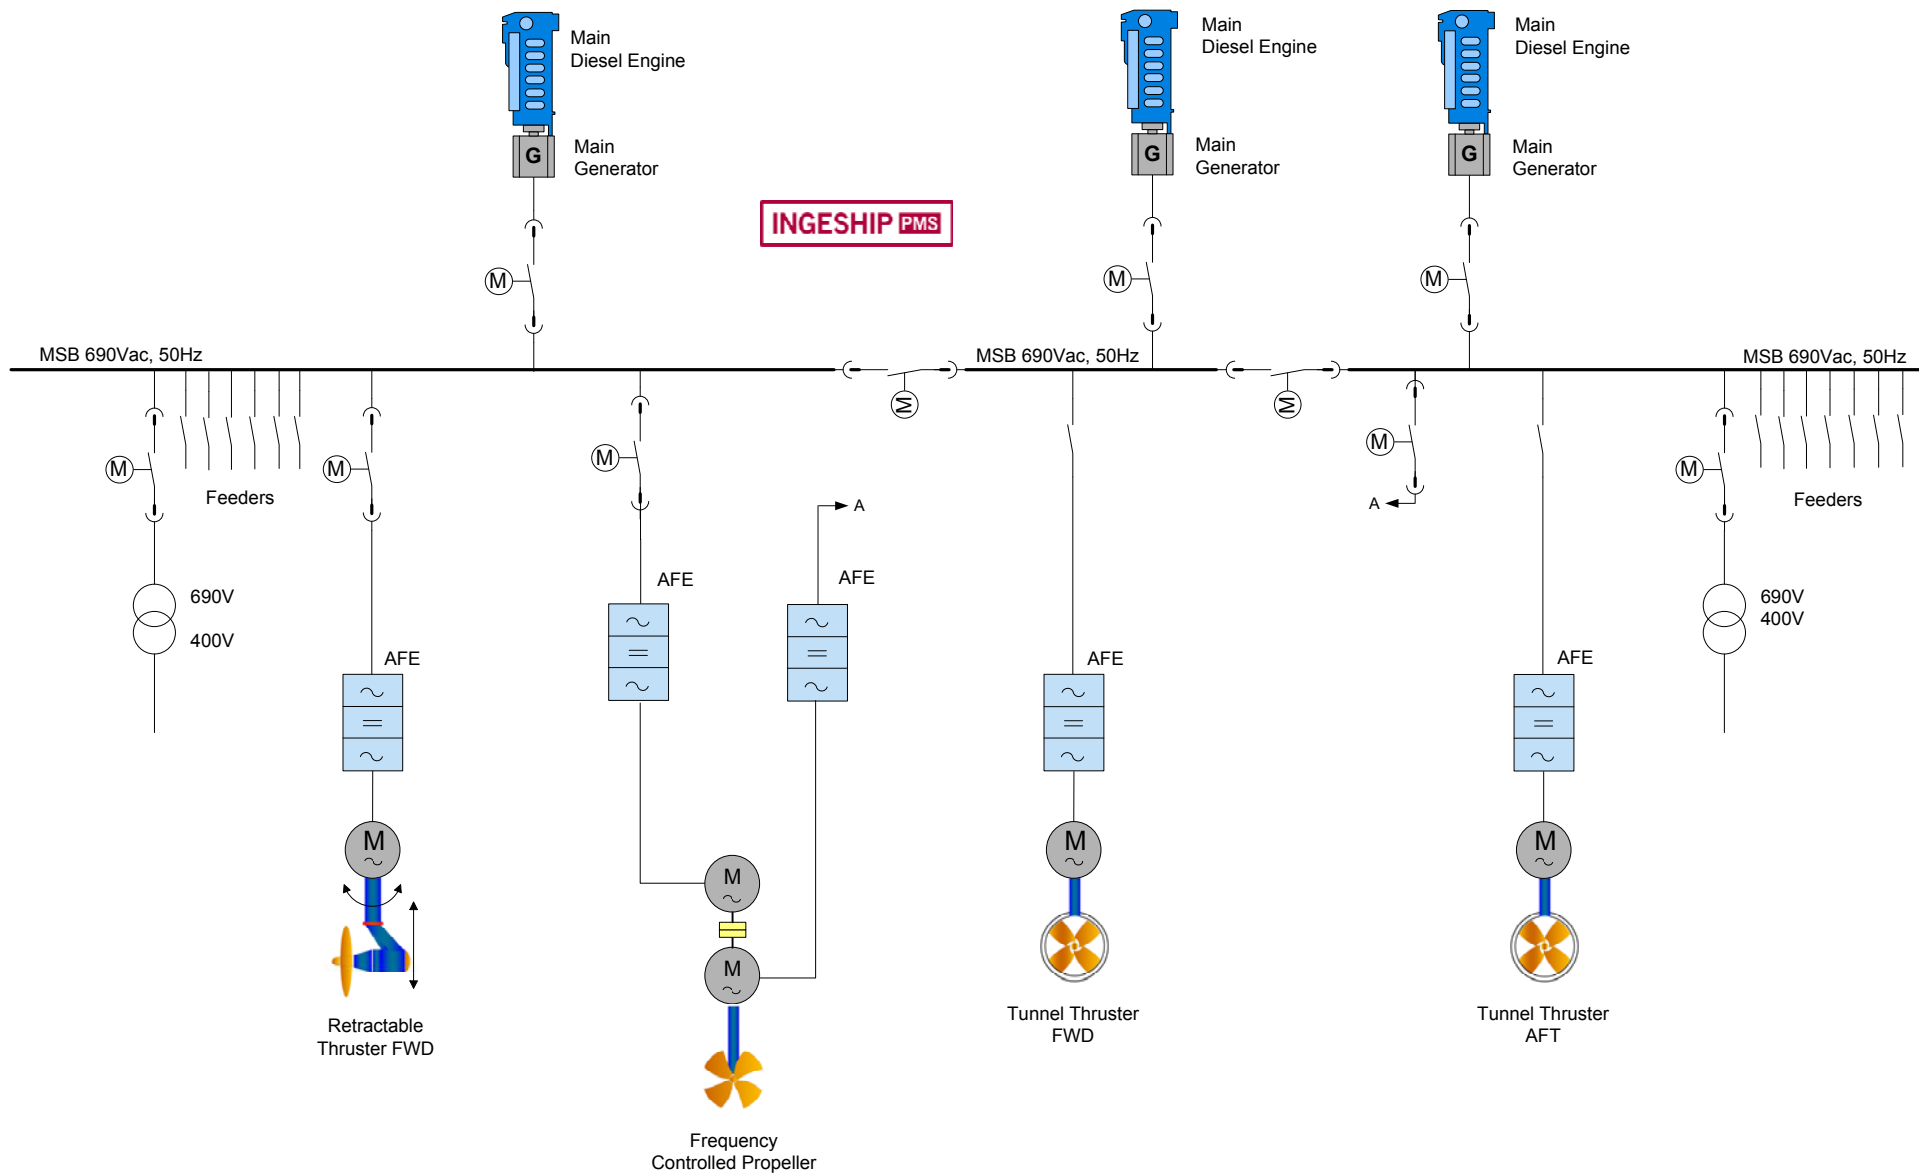 Main
Diesel Engine
Main
Diesel Engine
Main
Diesel Engine
G
Main
Generator
G
Main
Generator
G
Main
Generator
INGESHIP PMS
M
M
M
MSB 690Vac, 50Hz
MSB 690Vac, 50Hz
MSB 690Vac, 50Hz
M
M
M
M
M
M
M
Feeders
A
A
Feeders
AFE
AFE
690V
400V
690V
400V
AFE
AFE
AFE
M
M
M
M
M
Retractable
Thruster FWD
Tunnel Thruster
FWD
Tunnel Thruster
AFT
Frequency
Controlled Propeller